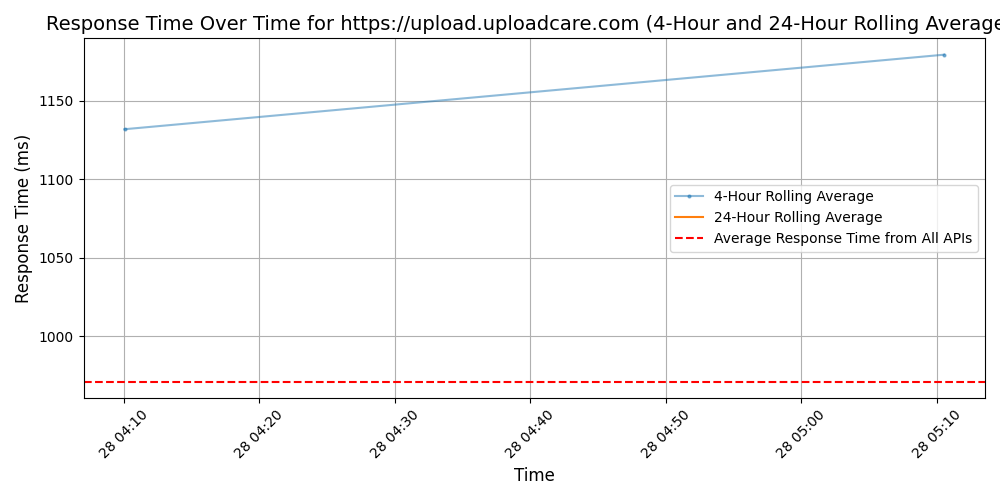 Response Time Over Time for https://upload.uploadcare.com (4-Hour and 24-Hour Rolling Average
Response Time (ms)
1150
1100
1050
1000
4-Hour Rolling Average
24-Hour Rolling Average
Average Response Time from All APIs
28 04:10
28 04:20
28 04:30
28 04:40
28 04:50
28 05:00
28 05:10
Time